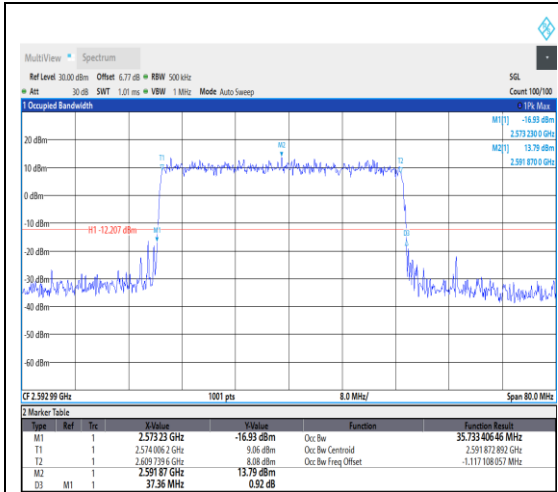 MultiView Spectrum
Ref Level 30.00 dBm Offset 6.77 dB RBW 500 kHz SGL
Att 30 dB SWT 1.01 ms VBW 1 MHz Mode Auto Sweep Count 100/100
1 Occupied Bandwidth 1Pk Max
M1[1] -16.93 dBm
2.573 230 0 GHz
M2[1] 13.79 dBm
2.591 870 0 GHz
20 dBm
M2
T1 T2
10 dBm
0 dBm
-10 dBm
H1 -12.207 dBm M1 D3
-20 dBm
-30 dBm
-40 dBm
-50 dBm
-60 dBm
CF 2.592 99 GHz 1001 pts 8.0 MHz/ Span 80.0 MHz
2 Marker Table
Type Ref Trc X-Value Y-Value Function Function Result
M1 1 2.573 23 GHz -16.93 dBm Occ Bw 35.733 406 46 MHz
T1 1 2.574 006 2 GHz 9.06 dBm Occ Bw Centroid 2.591 872 892 GHz
T2 1 2.609 739 6 GHz 8.08 dBm Occ Bw Freq Offset -1.117 108 057 MHz
M2 1 2.591 87 GHz 13.79 dBm
D3 M1 1 37.36 MHz 0.92 dB